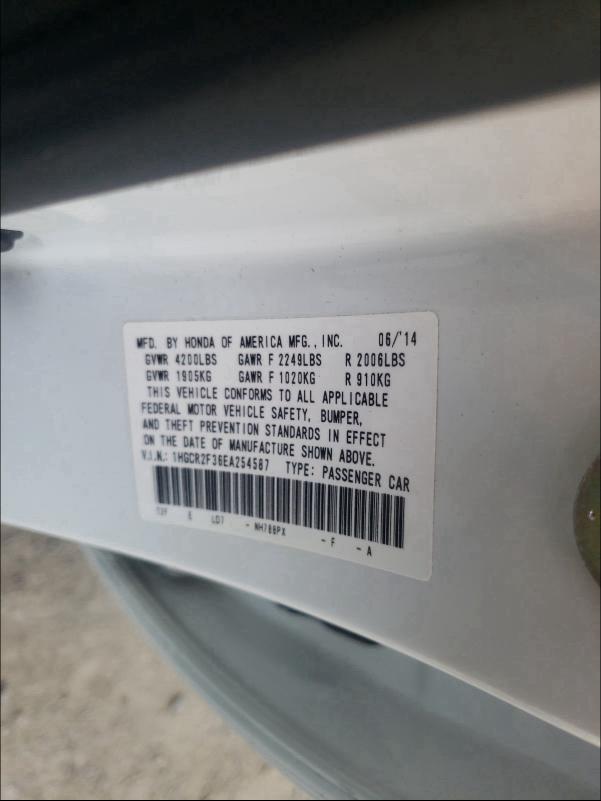 MFD. BY HONDA OF AMERICA MFG., INC. 06/'14
GVWR 4200LBS GAWR F 2249LBS R 2006LBS
GVWR 1905KG GAWR F 1020KG R 910KG
THIS VEHICLE CONFORMS TO ALL APPLICABLE
FEDERAL MOTOR VEHICLE SAFETY, BUMPER,
AND THEFT PREVENTION STANDARDS IN EFFECT
ON THE DATE OF MANUFACTURE SHOWN ABOVE.
V.I.N.: 1HGCR2F36EA254587 TYPE: PASSENGER CAR
E LD7 - NH788PX - F - A